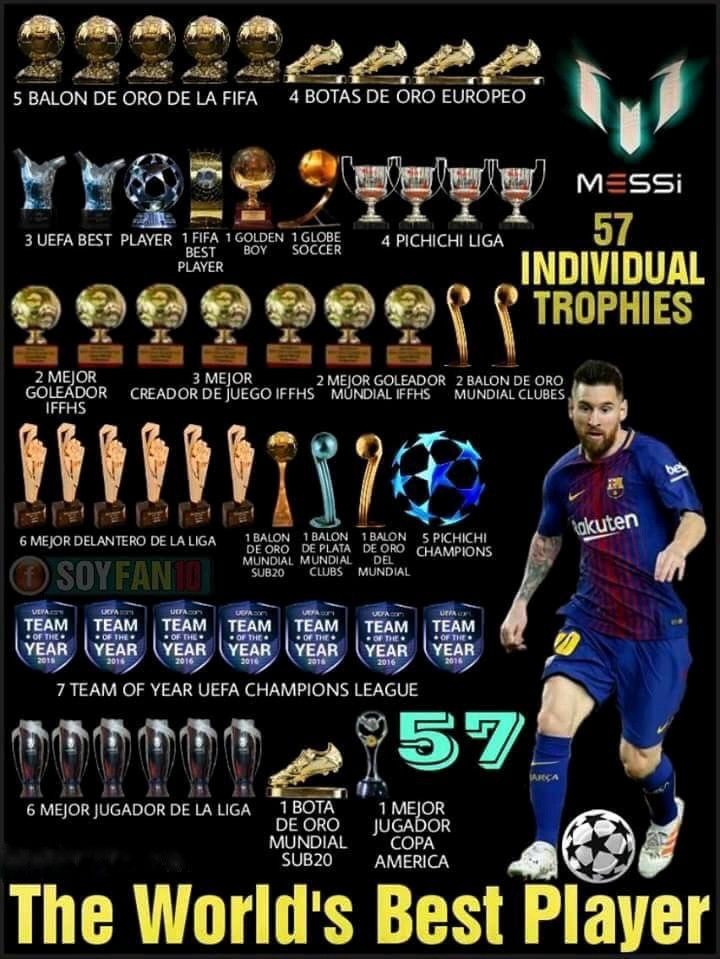 5 BALON DE ORO DE LA FIFA
4 BOTAS DE ORO EUROPEO
MESSi
57
INDIVIDUAL
TROPHIES
3 UEFA BEST PLAYER
1 FIFA
BEST
PLAYER
1 GOLDEN
BOY
1 GLOBE
SOCCER
4 PICHICHI LIGA
2 MEJOR
GOLEADOR
IFFHS
3 MEJOR
CREADOR DE JUEGO IFFHS
2 MEJOR GOLEADOR
MUNDIAL IFFHS
2 BALON DE ORO
MUNDIAL CLUBES
6 MEJOR DELANTERO DE LA LIGA
1 BALON
DE ORO
MUNDIAL
SUB20
1 BALON
DE PLATA
MUNDIAL
CLUBS
1 BALON
DE ORO
DEL
MUNDIAL
5 PICHICHI
CHAMPIONS
f SOYFAN10
beko
Rakuten
10
BARÇA
UEFA.com
TEAM
OF THE
YEAR
2016
UEFA.com
TEAM
OF THE
YEAR
2016
UEFA.com
TEAM
OF THE
YEAR
2016
UEFA.com
TEAM
OF THE
YEAR
2016
UEFA.com
TEAM
OF THE
YEAR
2016
UEFA.com
TEAM
OF THE
YEAR
2016
UEFA.com
TEAM
OF THE
YEAR
2016
7 TEAM OF YEAR UEFA CHAMPIONS LEAGUE
57
6 MEJOR JUGADOR DE LA LIGA
1 BOTA
DE ORO
MUNDIAL
SUB20
1 MEJOR
JUGADOR
COPA
AMERICA
The World's Best Player